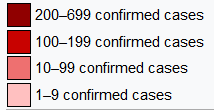 200–699 confirmed cases
100–199 confirmed cases
10–99 confirmed cases
1–9 confirmed cases